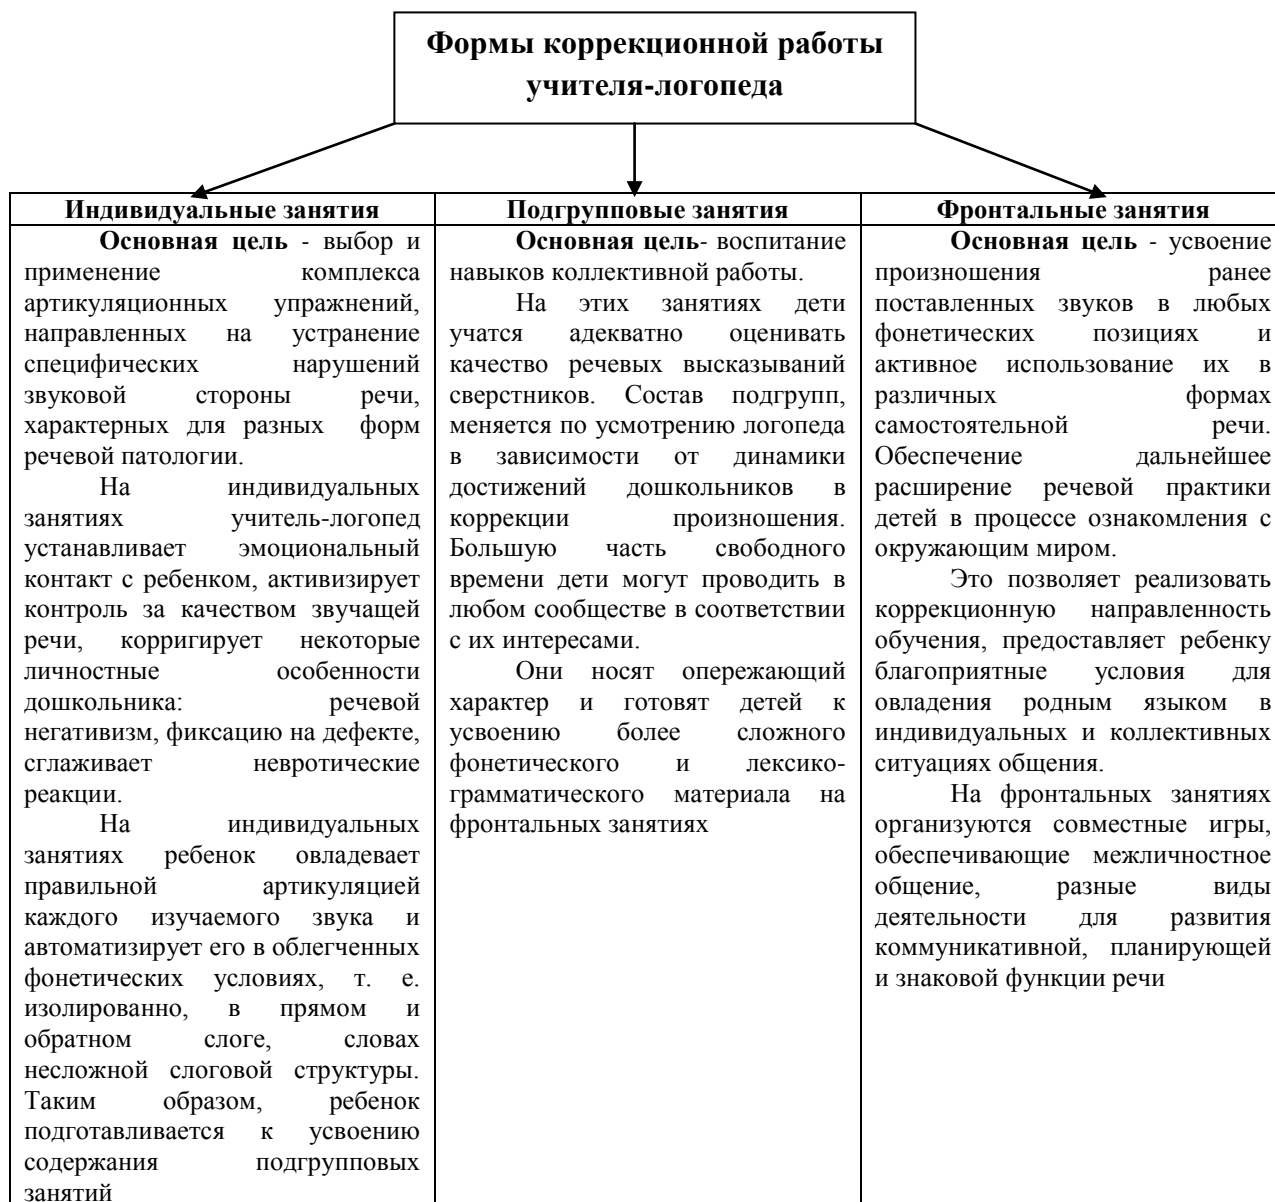 Формы коррекционной работы
учителя-логопеда
Индивидуальные занятия
Основная цель - выбор и
применение комплекса
артикуляционных упражнений,
направленных на устранение
специфических нарушений
звуковой стороны речи,
характерных для разных форм
речевой патологии.
На индивидуальных
занятиях учитель-логопед
устанавливает эмоциональный
контакт с ребенком, активизирует
контроль за качеством звучащей
речи, корригирует некоторые
личностные особенности
дошкольника: речевой
негативизм, фиксацию на дефекте,
сглаживает невротические
реакции.
На индивидуальных
занятиях ребенок овладевает
правильной артикуляцией
каждого изучаемого звука и
автоматизирует его в облегченных
фонетических условиях, т. е.
изолированно, в прямом и
обратном слоге, словах
несложной слоговой структуры.
Таким образом, ребенок
подготавливается к усвоению
содержания подгрупповых
занятий
Подгрупповые занятия
Основная цель- воспитание
навыков коллективной работы.
На этих занятиях дети
учатся адекватно оценивать
качество речевых высказываний
сверстников. Состав подгрупп,
меняется по усмотрению логопеда
в зависимости от динамики
достижений дошкольников в
коррекции произношения.
Большую часть свободного
времени дети могут проводить в
любом сообществе в соответствии
с их интересами.
Они носят опережающий
характер и готовят детей к
усвоению более сложного
фонетического и лексико-
грамматического материала на
фронтальных занятиях
Фронтальные занятия
Основная цель - усвоение
произношения ранее
поставленных звуков в любых
фонетических позициях и
активное использование их в
различных формах
самостоятельной речи.
Обеспечение дальнейшее
расширение речевой практики
детей в процессе ознакомления с
окружающим миром.
Это позволяет реализовать
коррекционную направленность
обучения, предоставляет ребенку
благоприятные условия для
овладения родным языком в
индивидуальных и коллективных
ситуациях общения.
На фронтальных занятиях
организуются совместные игры,
обеспечивающие межличностное
общение, разные виды
деятельности для развития
коммуникативной, планирующей
и знаковой функции речи